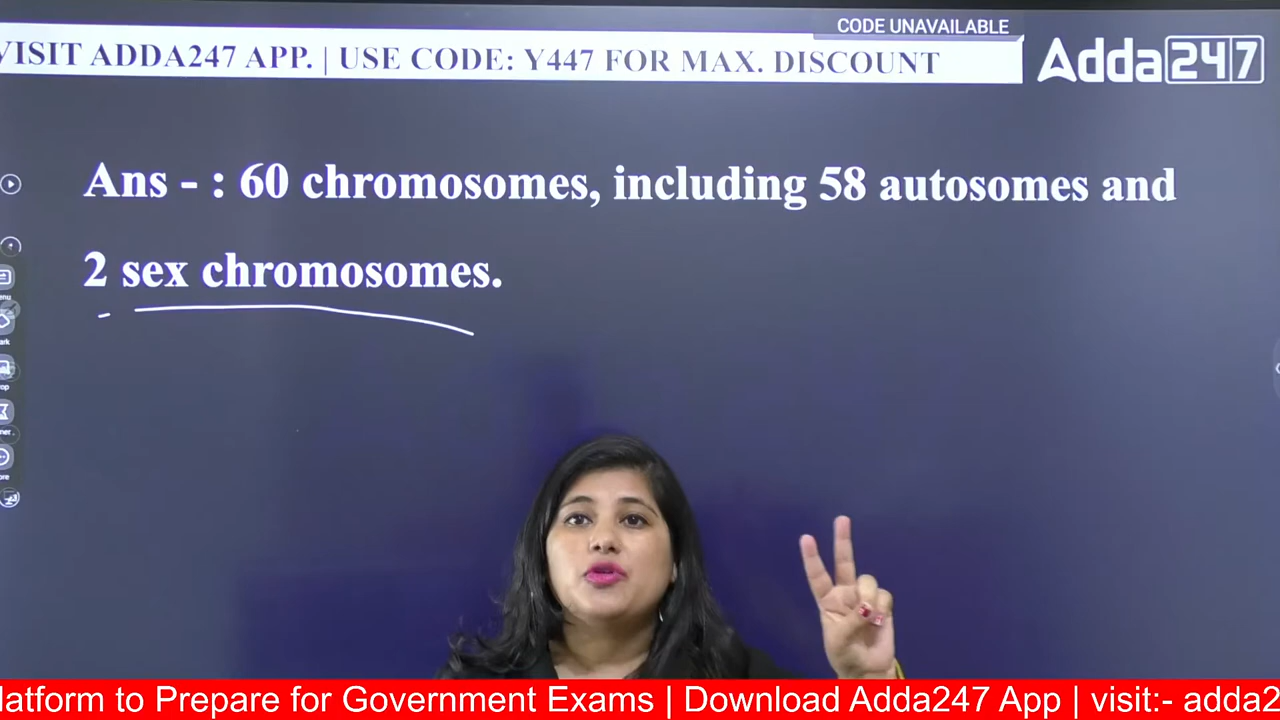 CODE UNAVAILABLE
VISIT ADDA247 APP. | USE CODE: Y447 FOR MAX. DISCOUNT
Adda247
Ans - : 60 chromosomes, including 58 autosomes and
2 sex chromosomes.
latform to Prepare for Government Exams | Download Adda247 App | visit:- adda2